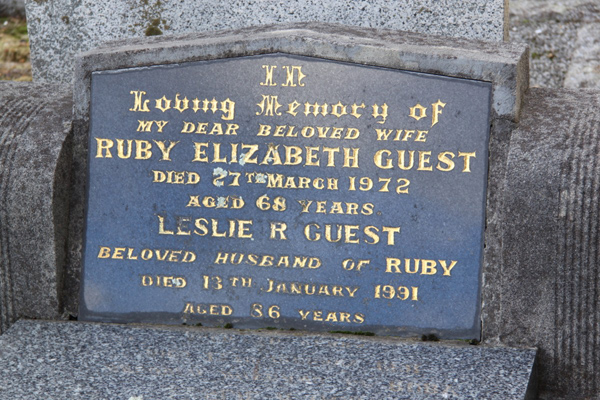 In
Loving Memory of
MY DEAR BELOVED WIFE
RUBY ELIZABETH GUEST
DIED 27TH MARCH 1972
AGED 68 YEARS
LESLIE R GUEST
BELOVED HUSBAND OF RUBY
DIED 13TH JANUARY 1991
AGED 86 YEARS